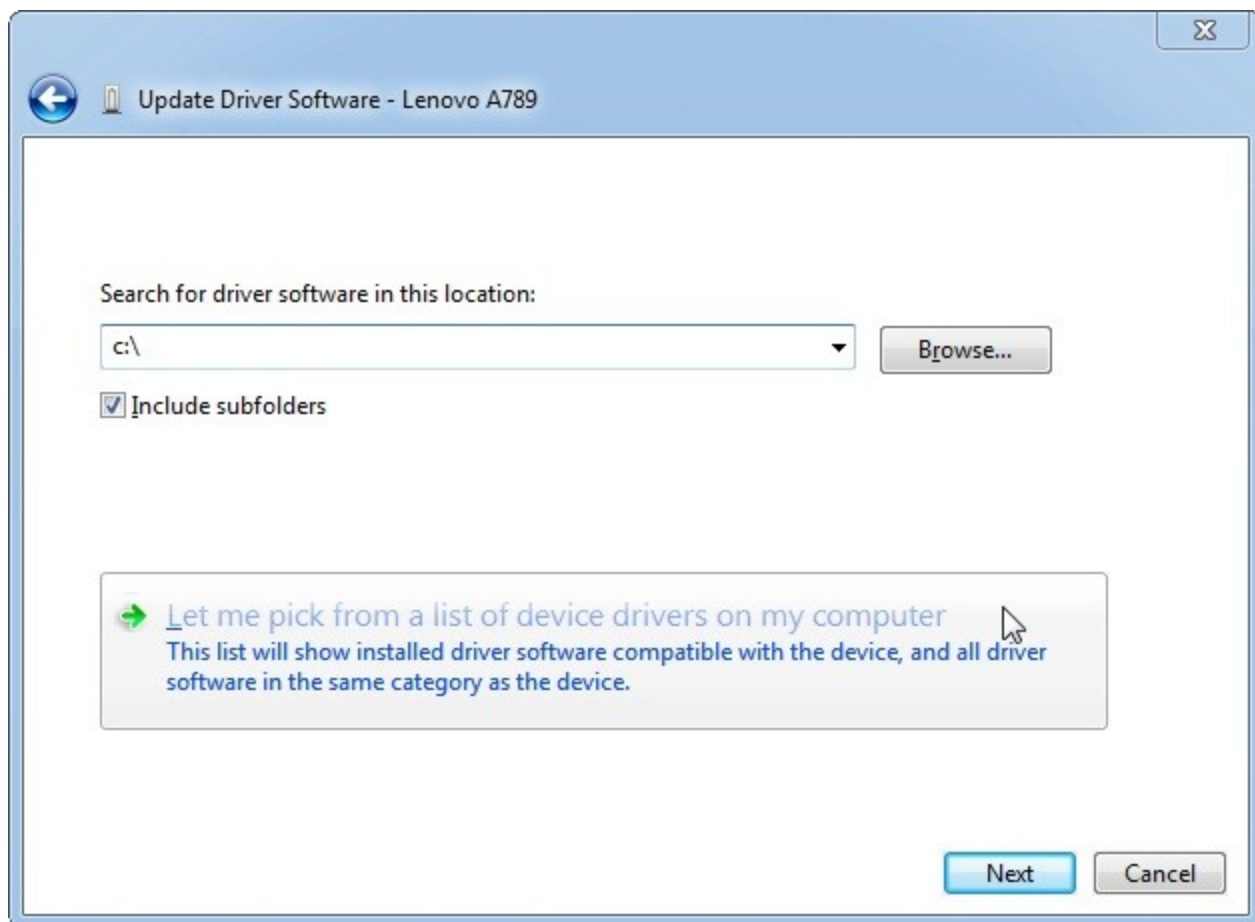 Update Driver Software - Lenovo A789
Search for driver software in this location:
c:\
Browse...
Include subfolders
Let me pick from a list of device drivers on my computer
This list will show installed driver software compatible with the device, and all driver
software in the same category as the device.
Next
Cancel